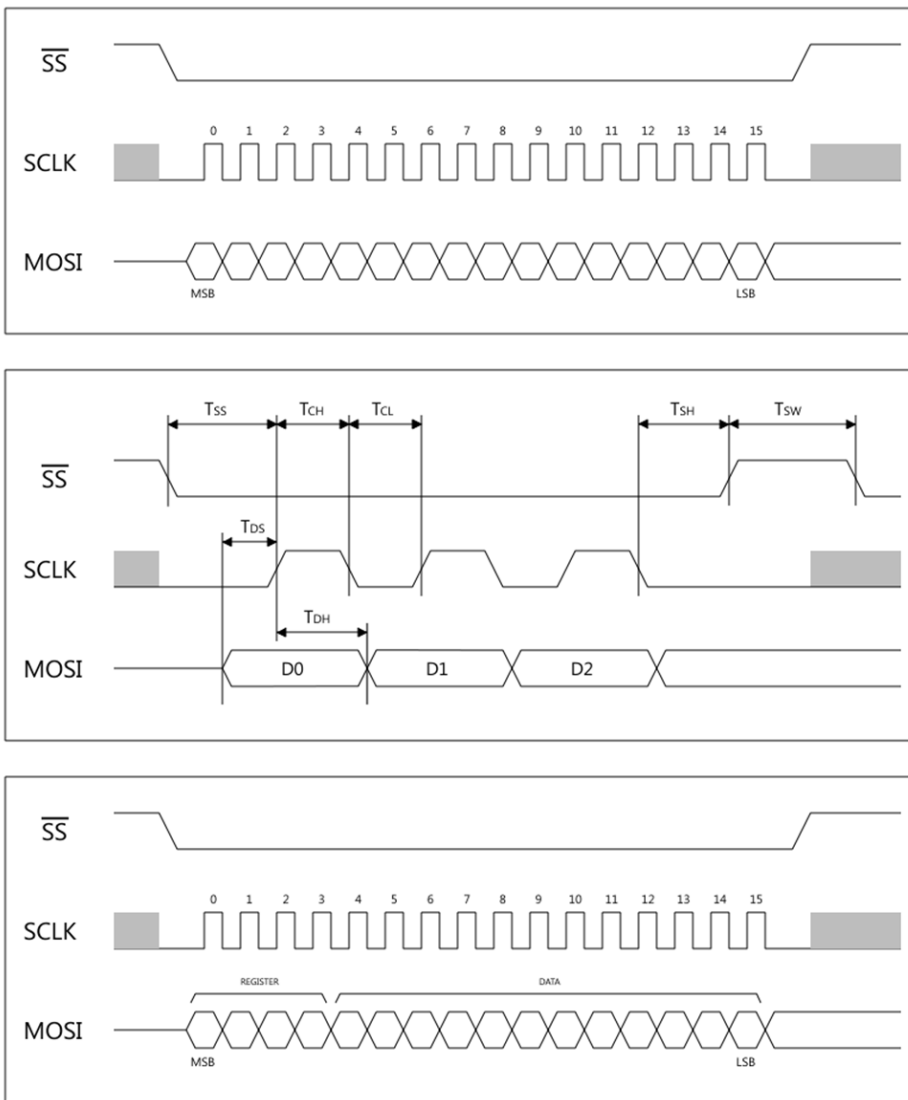 SS
0 1 2 3 4 5 6 7 8 9 10 11 12 13 14 15
SCLK
MOSI
MSB LSB
TSS TCH TCL TSH TSW
SS
TDS
SCLK
TDH
MOSI D0 D1 D2
SS
0 1 2 3 4 5 6 7 8 9 10 11 12 13 14 15
SCLK
REGISTER DATA
MOSI
MSB LSB